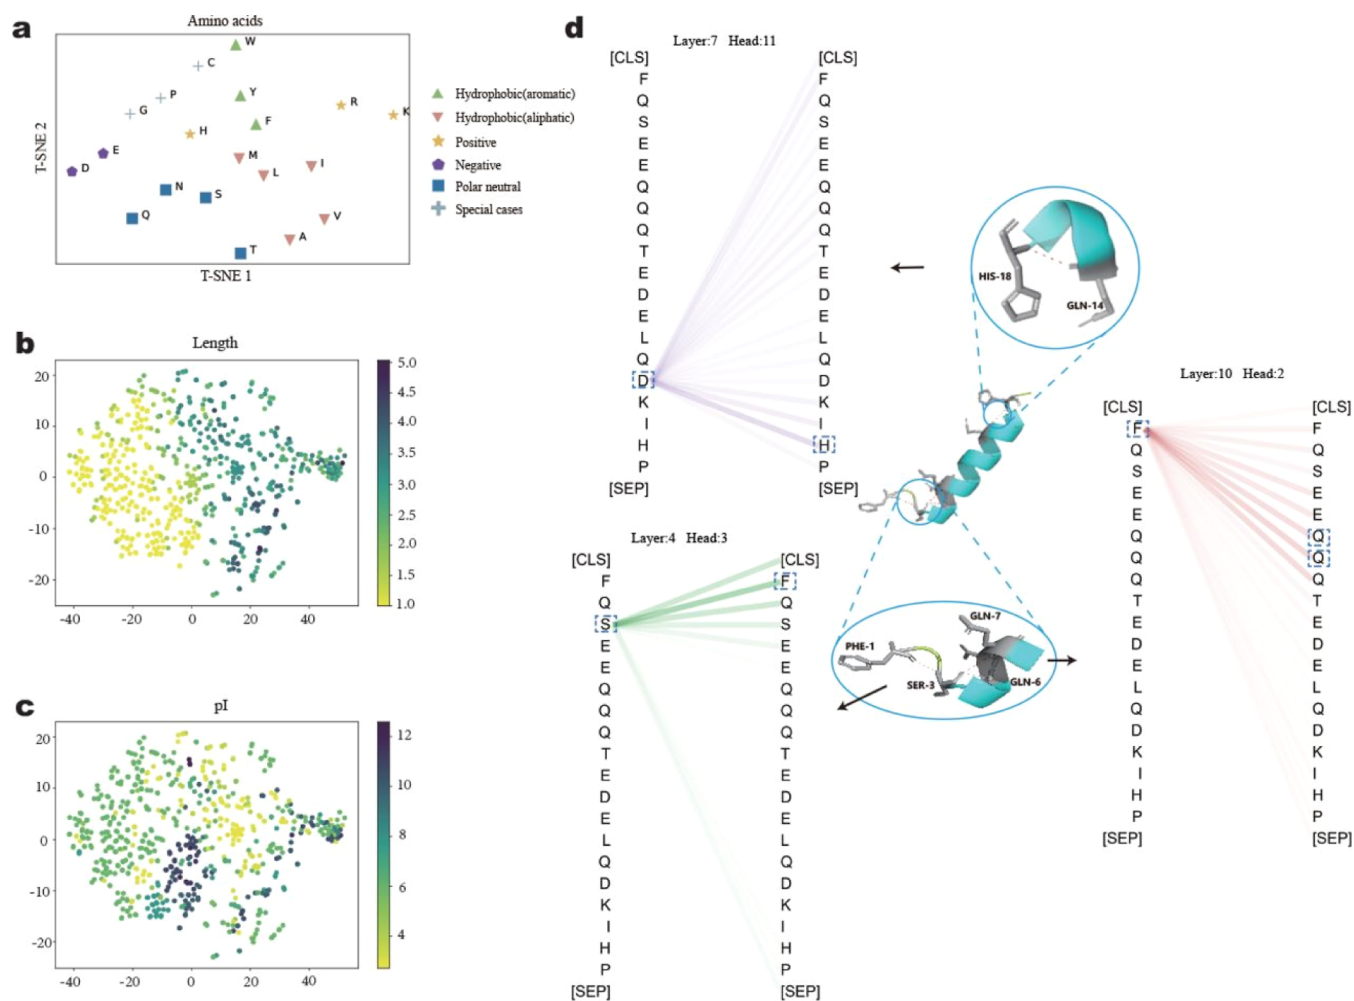 a
Amino acids
W
C
P
Y
G
R
K
H
F
E
D
M
L
I
N
S
Q
V
A
T
T-SNE 2
T-SNE 1
Hydrophobic(aromatic)
Hydrophobic(aliphatic)
Positive
Negative
Polar neutral
Special cases
b
Length
20
10
0
-10
-20
-40
-20
0
20
40
5.0
4.5
4.0
3.5
3.0
2.5
2.0
1.5
1.0
c
pI
20
10
0
-10
-20
-40
-20
0
20
40
12
10
8
6
4
d
Layer:7 Head:11
[CLS] [CLS]
F F
Q Q
S S
E E
E E
Q Q
Q Q
Q Q
T T
E E
D D
E E
L L
Q Q
D D
K K
I I
H H
P P
[SEP] [SEP]
HIS-18
GLN-14
Layer:4 Head:3
[CLS] [CLS]
F F
Q Q
S S
E E
E E
Q Q
Q Q
Q Q
T T
E E
D D
E E
L L
Q Q
D D
K K
I I
H H
P P
[SEP] [SEP]
GLN-7
PHE-1
SER-3
GLN-6
Layer:10 Head:2
[CLS] [CLS]
F F
Q Q
S S
E E
E E
Q Q
Q Q
Q Q
T T
E E
D D
E E
L L
Q Q
D D
K K
I I
H H
P P
[SEP] [SEP]